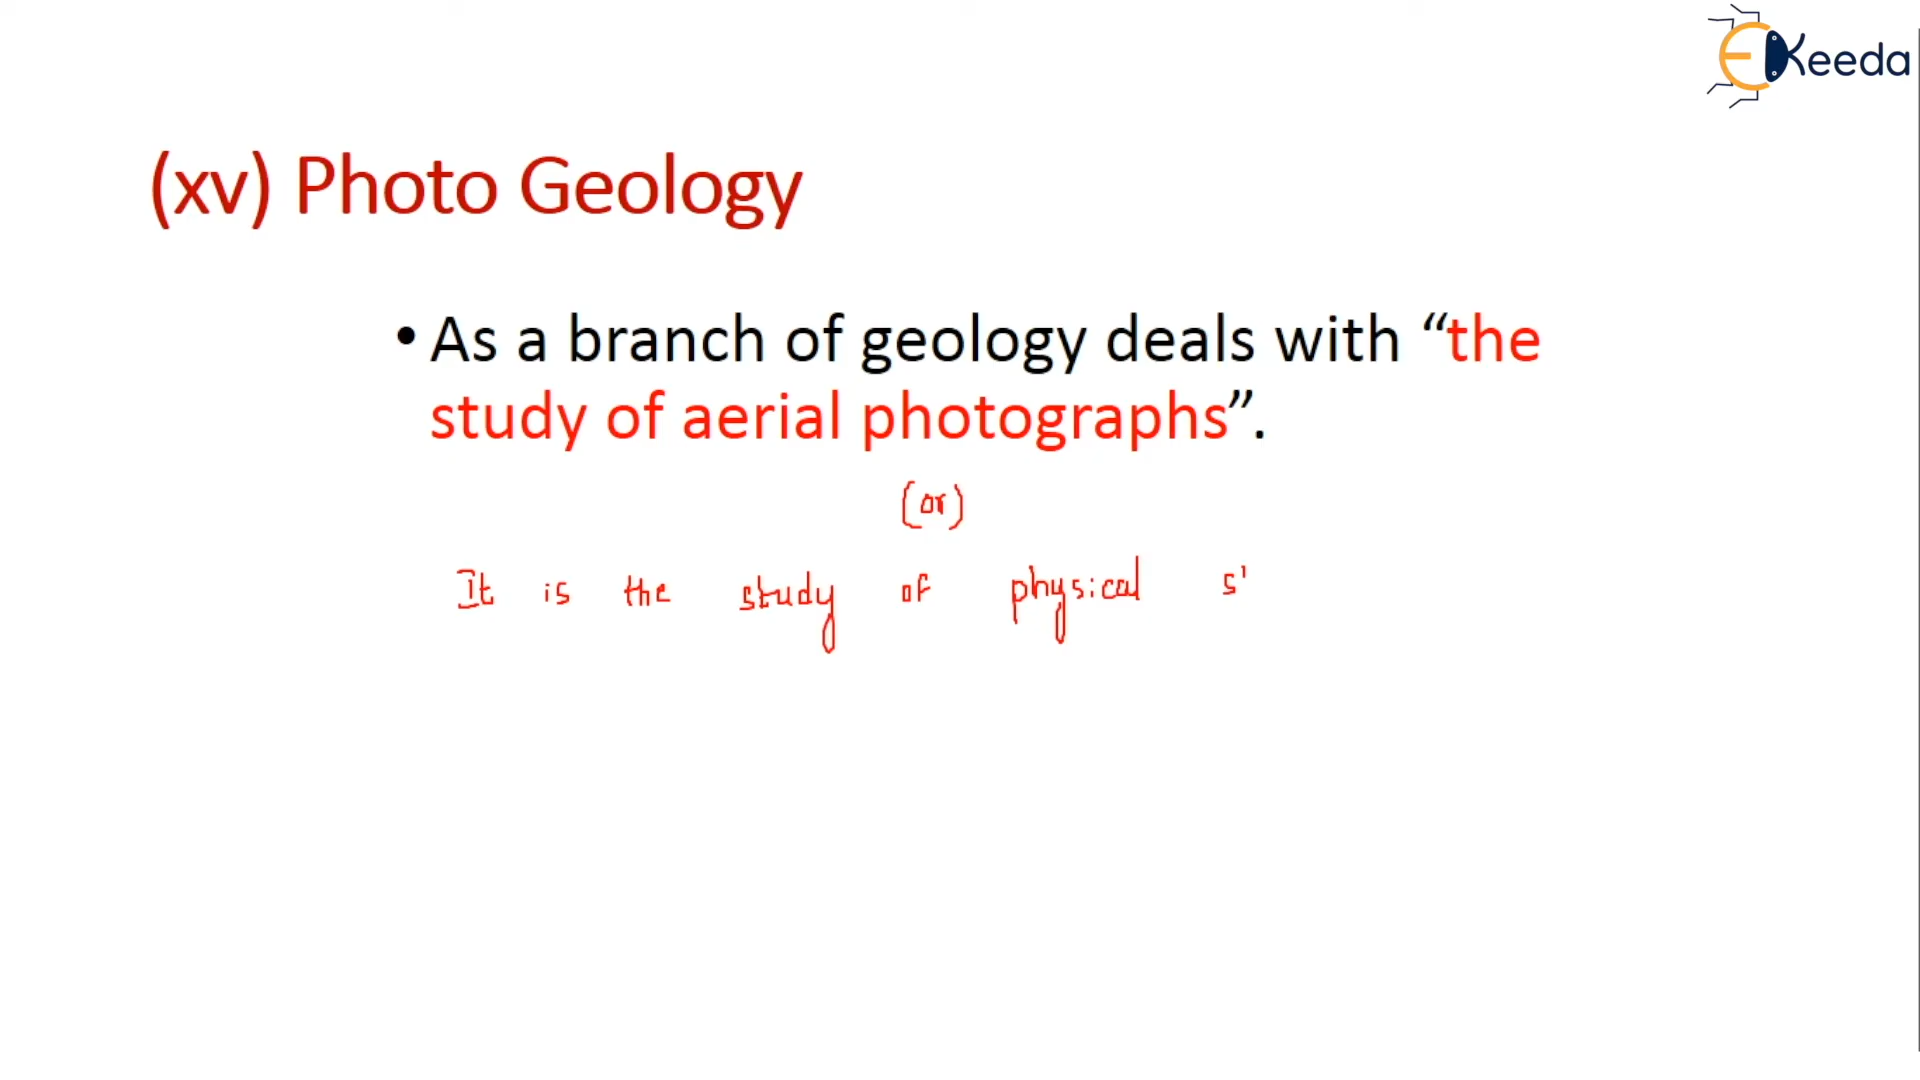 EKeeda
(xv) Photo Geology
• As a branch of geology deals with “the
study of aerial photographs”.
(or)
It is the study of physical s'